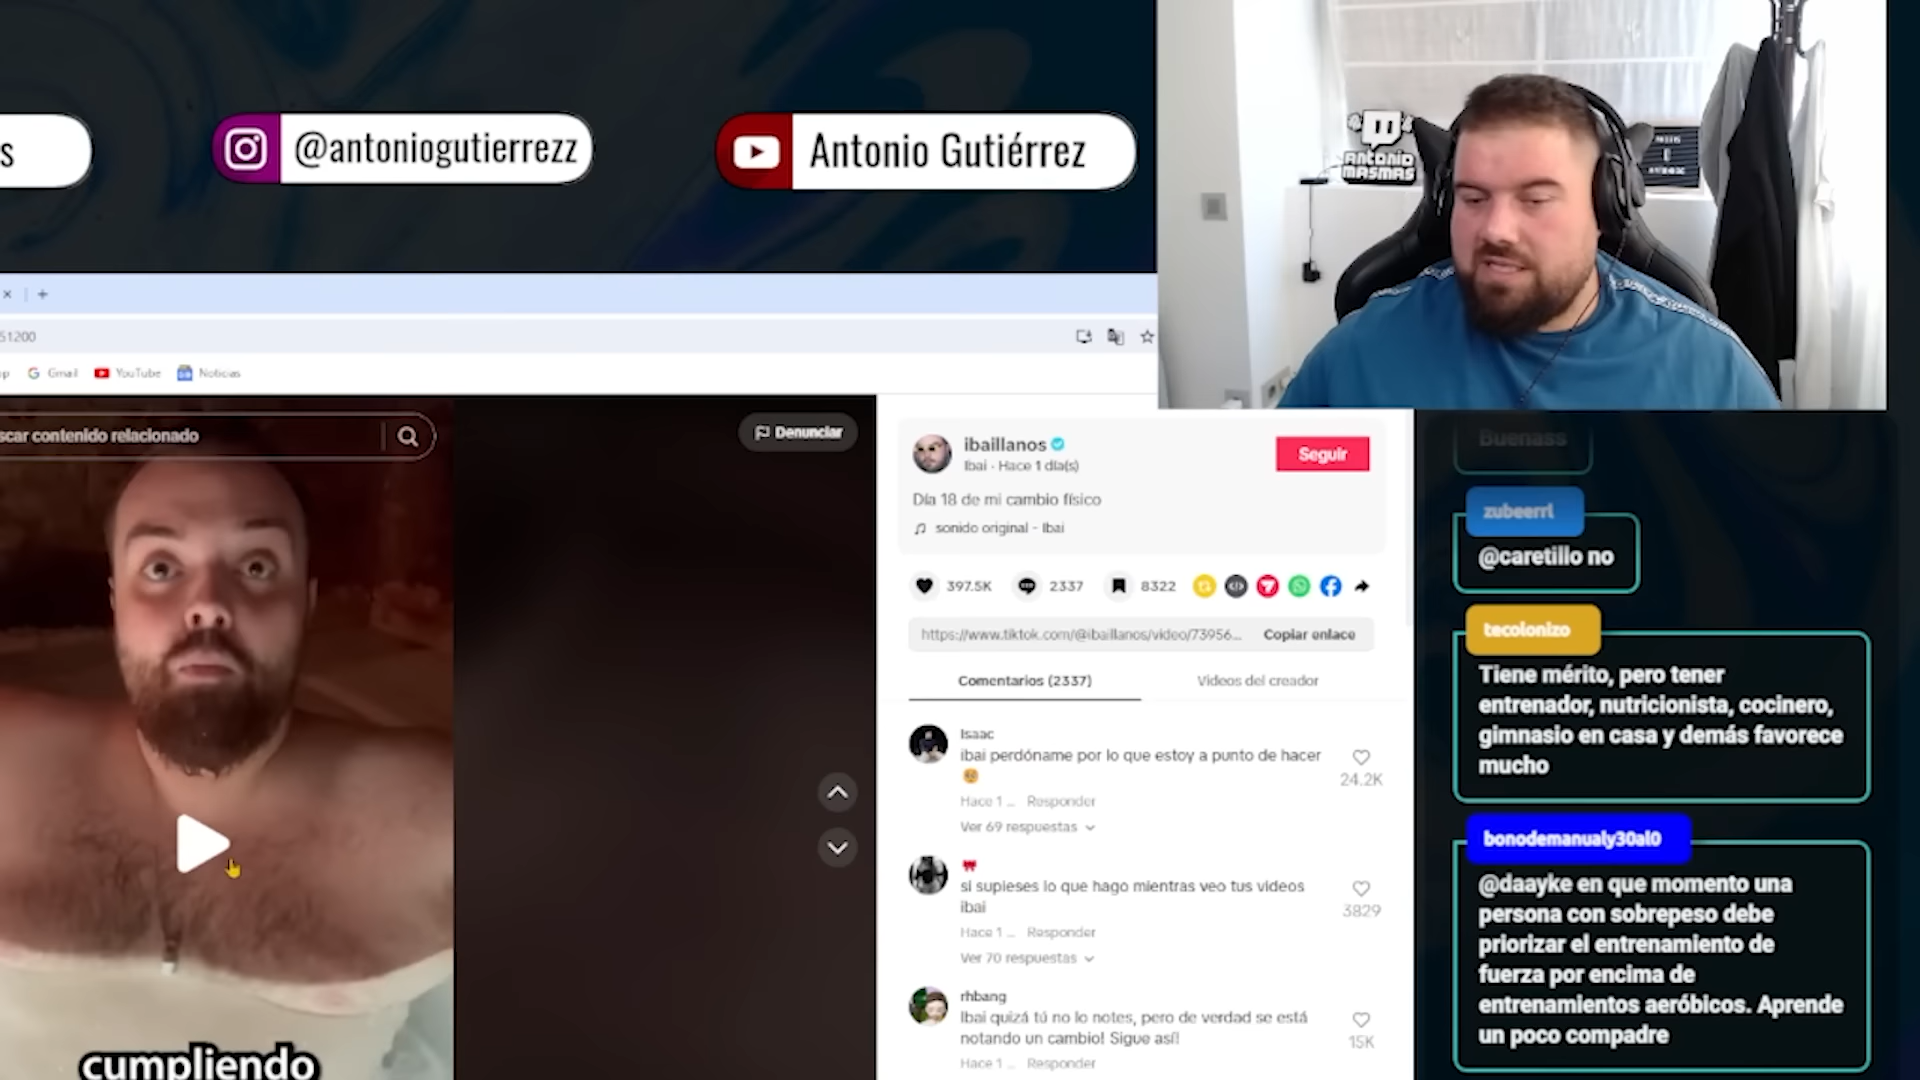 s
@antoniogutierrezz
Antonio Gutiérrez
ANTONIO
MASMAS
51200
Gmail
YouTube
Noticias
scar contenido relacionado
Denunciar
ibaillanos
Ibai · Hace 1 día(s)
Seguir
Día 18 de mi cambio físico
sonido original - Ibai
397.5K
2337
8322
https://www.tiktok.com/@ibaillanos/video/73956...
Copiar enlace
Comentarios (2337)
Videos del creador
Isaac
ibai perdóname por lo que estoy a punto de hacer
24.2K
Hace 1 ...
Responder
Ver 69 respuestas
si supieses lo que hago mientras veo tus videos
ibai
3829
Hace 1 ...
Responder
Ver 70 respuestas
rhbang
Ibai quizá tú no lo notes, pero de verdad se está
notando un cambio! Sigue así!
15K
Hace 1 ...
Responder
cumpliendo
Buenass
zubeerrl
@caretillo no
tecolonizo
Tiene mérito, pero tener
entrenador, nutricionista, cocinero,
gimnasio en casa y demás favorece
mucho
bonodemanualy30al0
@daayke en que momento una
persona con sobrepeso debe
priorizar el entrenamiento de
fuerza por encima de
entrenamientos aeróbicos. Aprende
un poco compadre